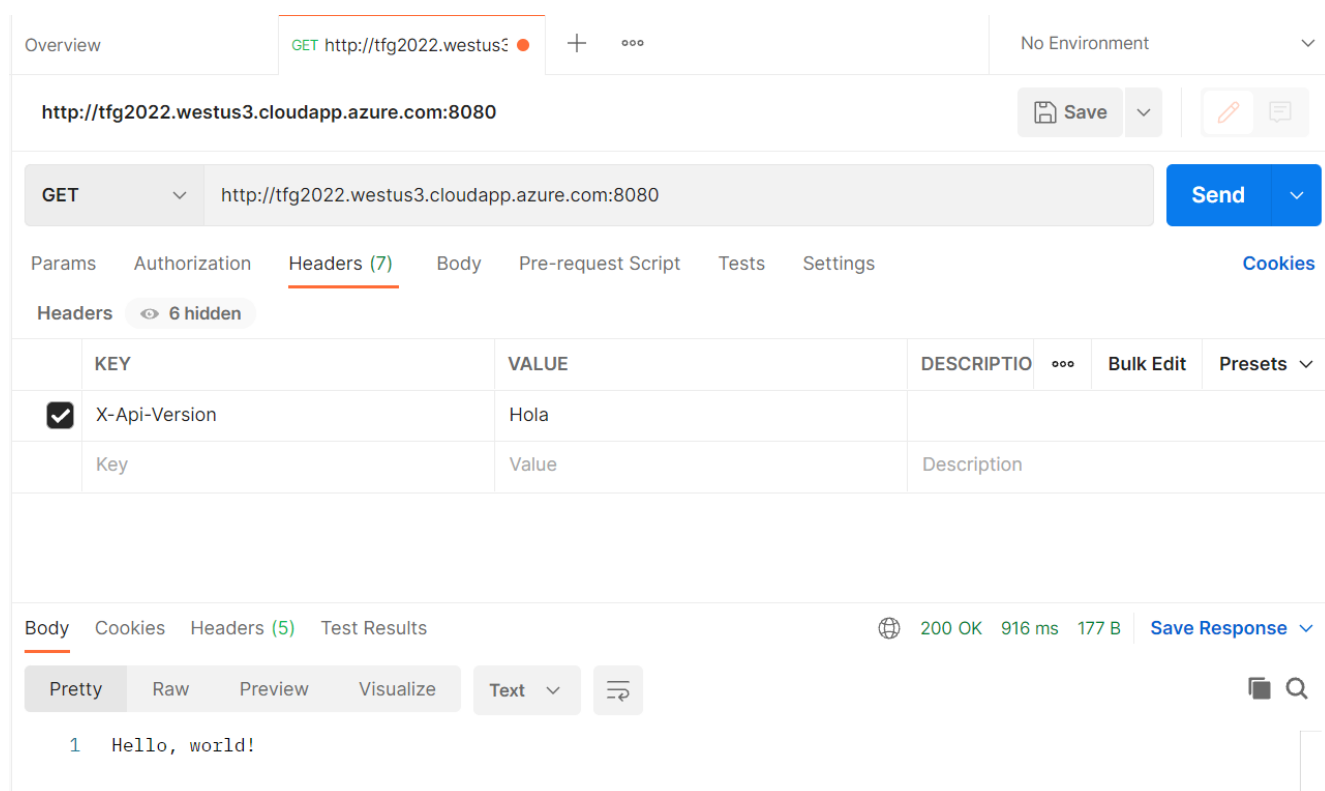 Overview
GET http://tfg2022.westus3
No Environment
http://tfg2022.westus3.cloudapp.azure.com:8080
Save
GET
http://tfg2022.westus3.cloudapp.azure.com:8080
Send
Params Authorization Headers (7) Body Pre-request Script Tests Settings Cookies
Headers 6 hidden
KEY VALUE DESCRIPTIO Bulk Edit Presets
X-Api-Version Hola
Key Value Description
Body Cookies Headers (5) Test Results 200 OK 916 ms 177 B Save Response
Pretty Raw Preview Visualize Text
1 Hello, world!